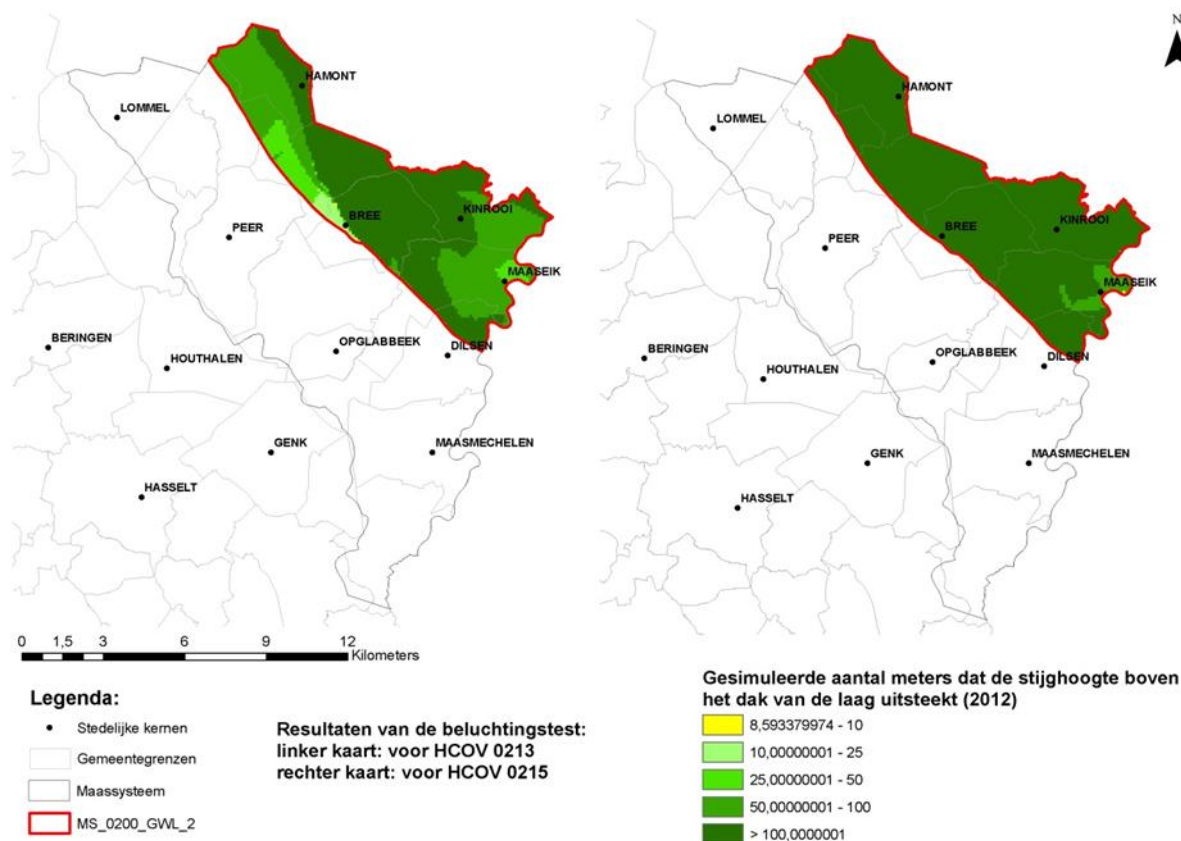 HAMONT
LOMMEL
BREE
KINROOI
PEER
MAASEIK
BERINGEN
OPGLABBEEK
HOUTHALEN
DILSEN
GENK
MAASMECHELEN
HASSELT
N
HAMONT
LOMMEL
KINROOI
BREE
PEER
MAASEIK
BERINGEN
OPGLABBEEK
DILSEN
HOUTHALEN
GENK
MAASMECHELEN
HASSELT
0 1,5 3 6 9 12
Kilometers
Legenda:
Stedelijke kernen
Gemeentegrenzen
Maassysteem
MS_0200_GWL_2
Resultaten van de beluchtingstest:
linker kaart: voor HCOV 0213
rechter kaart: voor HCOV 0215
Gesimuleerde aantal meters dat de stijghoogte boven
het dak van de laag uitsteekt (2012)
8,593379974 - 10
10,00000001 - 25
25,00000001 - 50
50,00000001 - 100
> 100,0000001